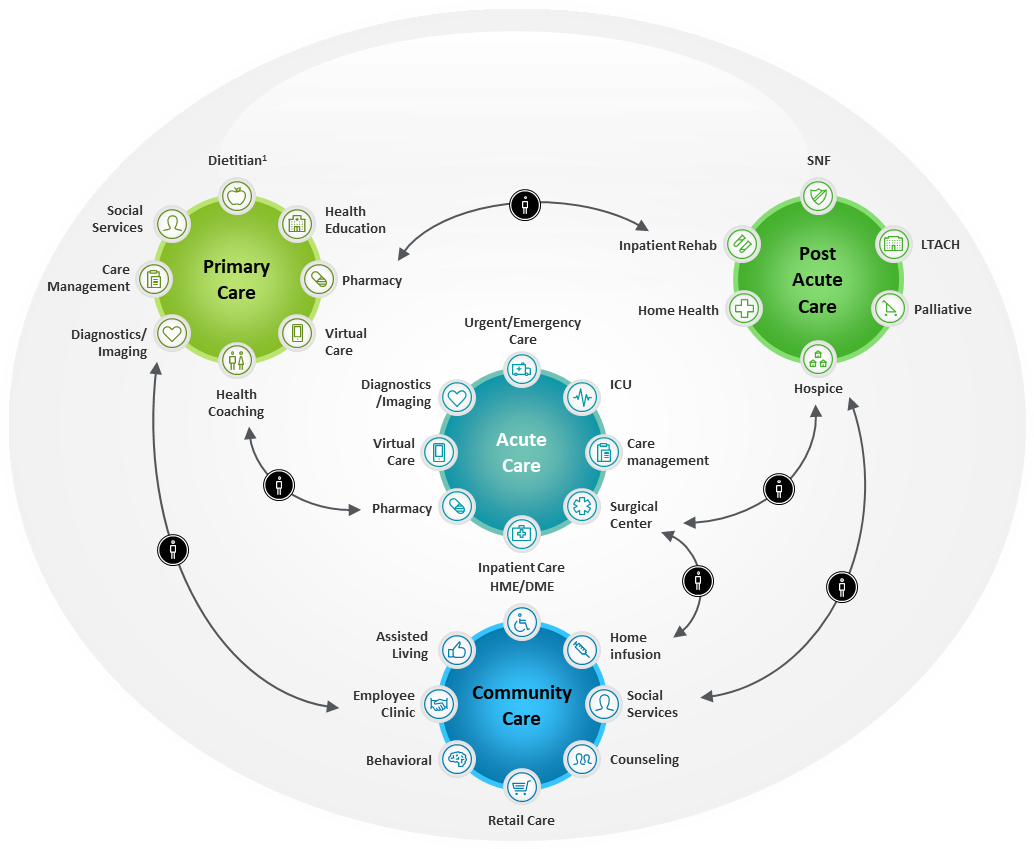 Dietitian¹
Social
Services
Health
Education
Care
Management
Primary
Care
Pharmacy
Diagnostics/
Imaging
Virtual
Care
Health
Coaching
SNF
Inpatient Rehab
LTACH
Post
Acute
Care
Home Health
Palliative
Hospice
Urgent/Emergency
Care
Diagnostics
/Imaging
ICU
Virtual
Care
Acute
Care
Care
management
Pharmacy
Surgical
Center
Inpatient Care
HME/DME
Assisted
Living
Home
infusion
Employee
Clinic
Community
Care
Social
Services
Behavioral
Counseling
Retail Care